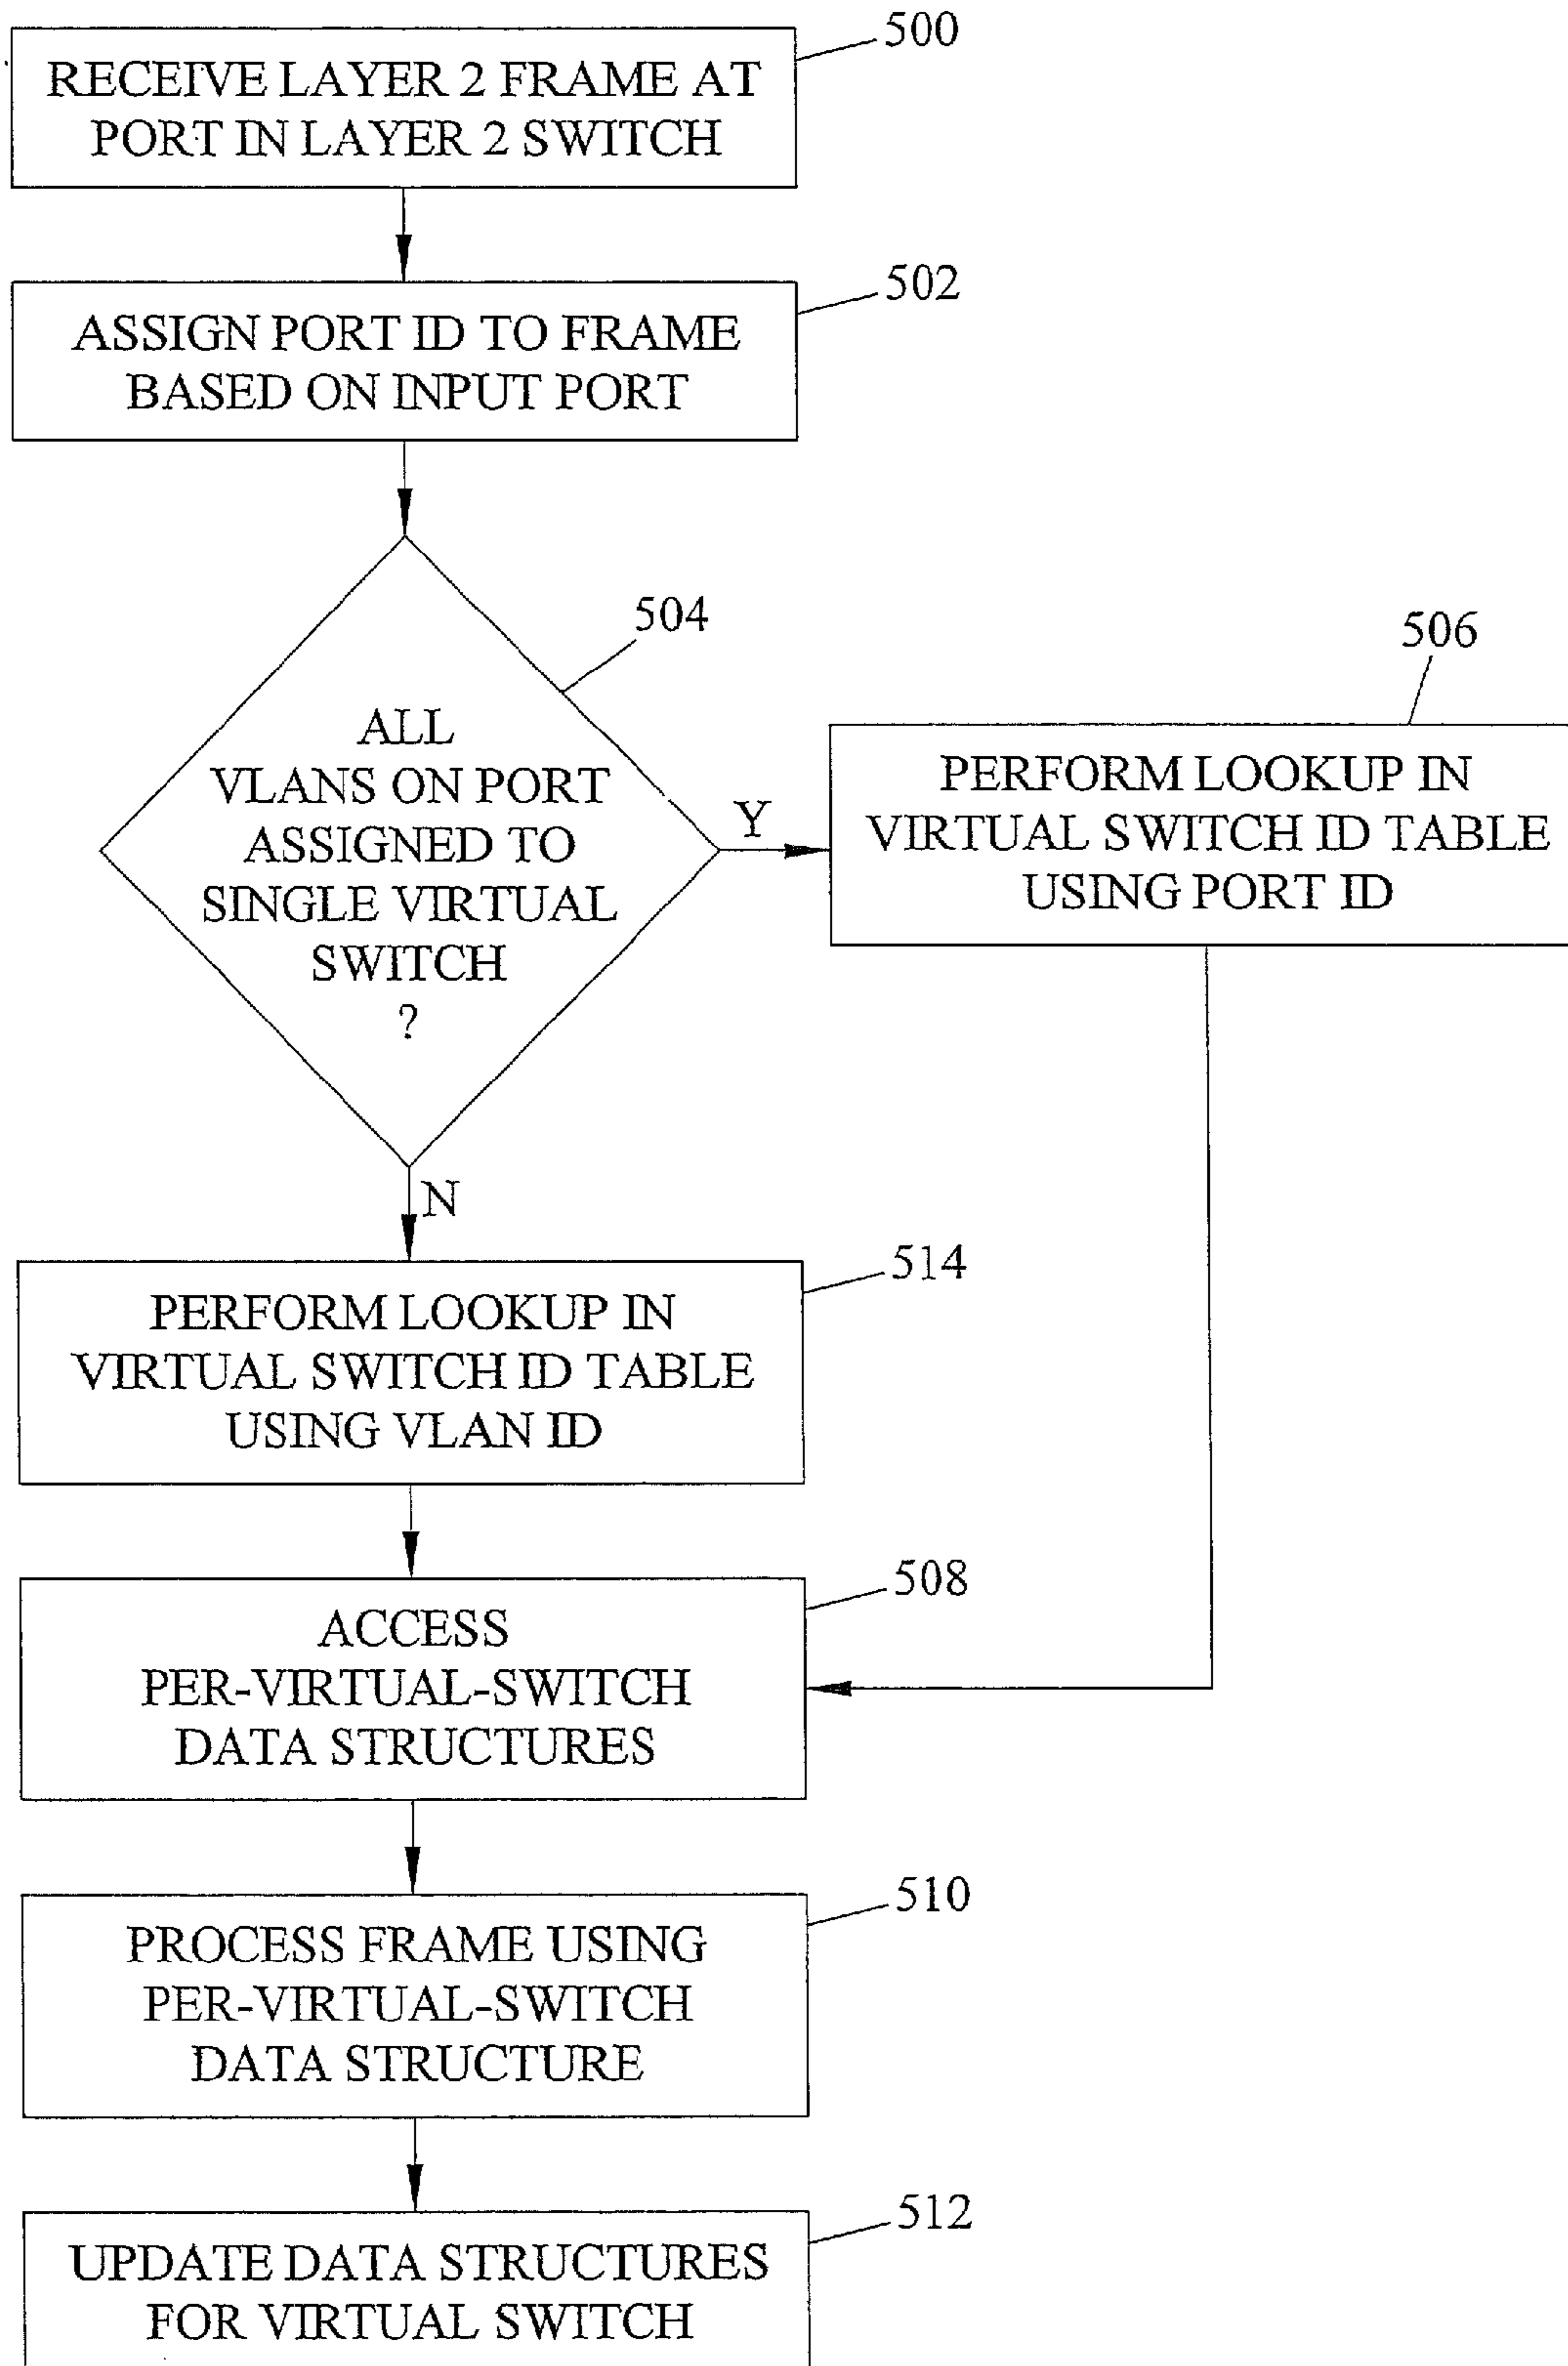 500
RECEIVE LAYER 2 FRAME AT
PORT IN LAYER 2 SWITCH
502
ASSIGN PORT ID TO FRAME
BASED ON INPUT PORT
504
ALL
VLANS ON PORT
ASSIGNED TO
SINGLE VIRTUAL
SWITCH
?
Y
506
PERFORM LOOKUP IN
VIRTUAL SWITCH ID TABLE
USING PORT ID
N
514
PERFORM LOOKUP IN
VIRTUAL SWITCH ID TABLE
USING VLAN ID
508
ACCESS
PER-VIRTUAL-SWITCH
DATA STRUCTURES
510
PROCESS FRAME USING
PER-VIRTUAL-SWITCH
DATA STRUCTURE
512
UPDATE DATA STRUCTURES
FOR VIRTUAL SWITCH